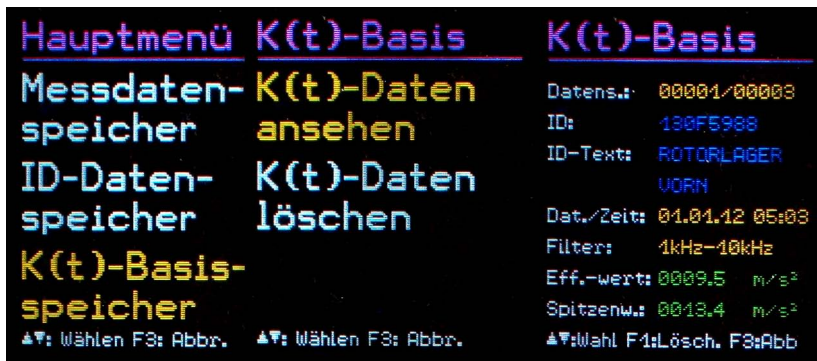 Hauptmenü
Messdaten-
speicher
ID-Daten-
speicher
K(t)-Basis-
speicher
▲▼: Wählen F3: Abbr.
K(t)-Basis
K(t)-Daten
ansehen
K(t)-Daten
löschen
▲▼: Wählen F3: Abbr.
K(t)-Basis
Datens.: 00001/00003
ID: 130F5988
ID-Text: ROTORLAGER
VORN
Dat./Zeit: 01.01.12 05:03
Filter: 1kHz-10kHz
Eff.-wert: 0009.5 m/s²
Spitzenw.: 0013.4 m/s²
▲▼:Wahl F1:Lösch. F3:Abb